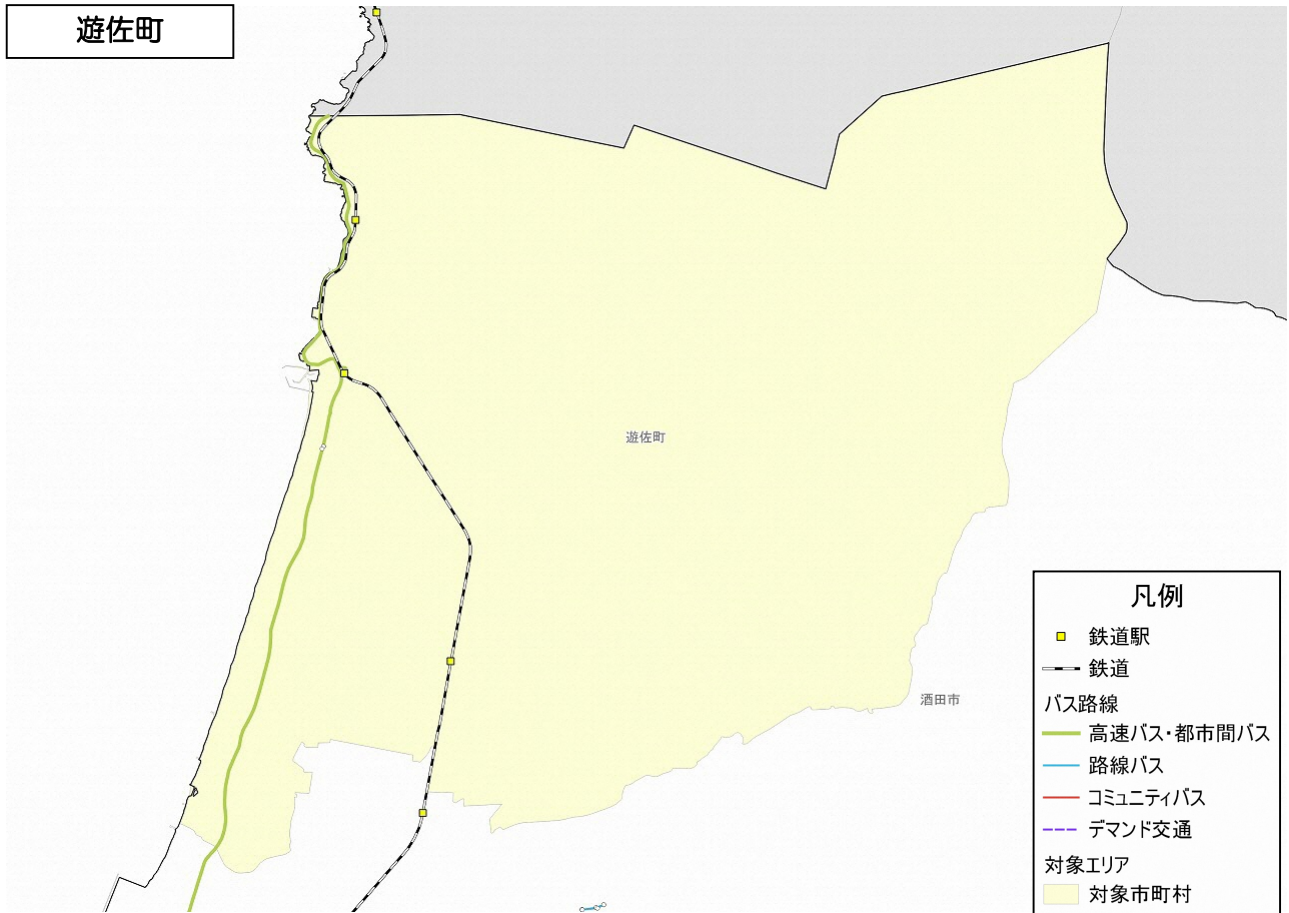 遊佐町
遊佐町
酒田市
凡例
鉄道駅
鉄道
バス路線
高速バス・都市間バス
路線バス
コミュニティバス
デマンド交通
対象エリア
対象市町村